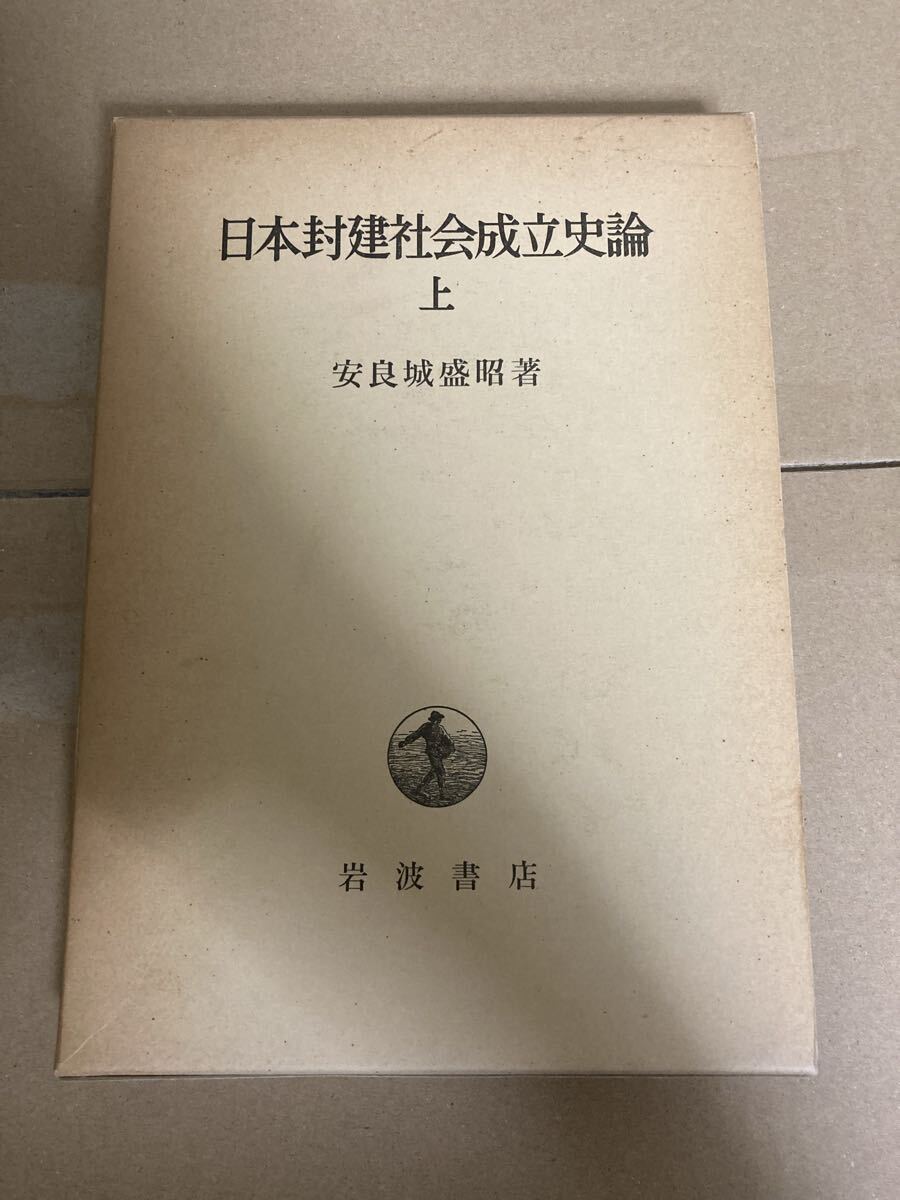 日本封建社会成立史論
上
安良城盛昭著
岩波書店